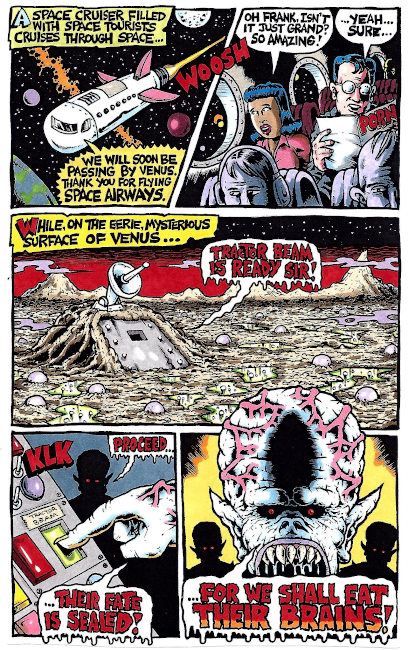 A SPACE CRUISER FILLED
WITH SPACE TOURISTS
CRUISES THROUGH SPACE...
WOOSH
WE WILL SOON BE
PASSING BY VENUS.
THANK YOU FOR FLYING
SPACE AIRWAYS.
OH FRANK, ISN'T
IT JUST GRAND?
SO AMAZING!
...YEAH...
SURE...
PORN
WHILE, ON THE EERIE, MYSTERIOUS
SURFACE OF VENUS...
TRACTOR BEAM
IS READY SIR!
KLK
PROCEED...
TRACTOR
BEAM
...THEIR FATE
IS SEALED!
...FOR WE SHALL EAT
THEIR BRAINS!